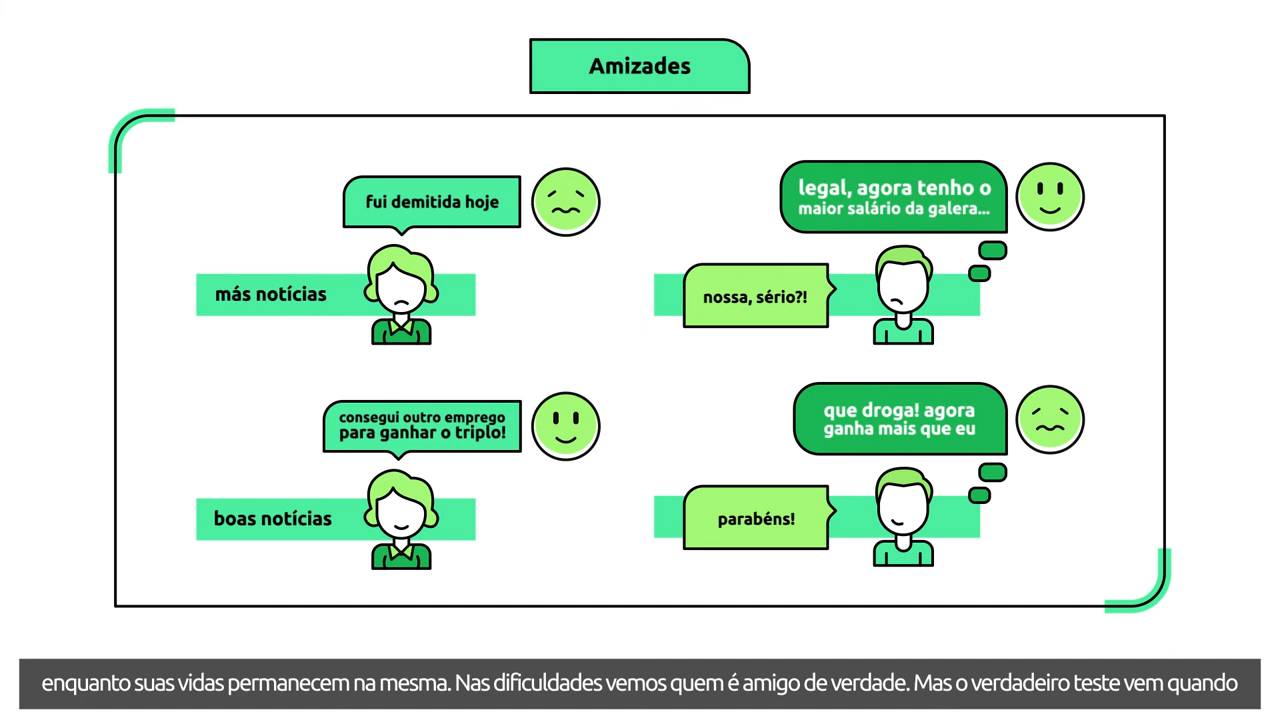 Amizades
fui demitida hoje
legal, agora tenho o
maior salário da galera...
más notícias
nossa, sério?!
consegui outro emprego
para ganhar o triplo!
que droga! agora
ganha mais que eu
boas notícias
parabéns!
enquanto suas vidas permanecem na mesma. Nas dificuldades vemos quem é amigo de verdade. Mas o verdadeiro teste vem quando